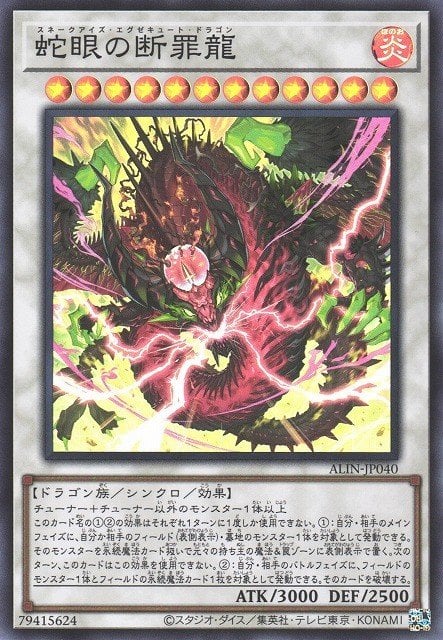 スネークアイズ・エグゼキュート・ドラゴン
蛇眼の断罪龍
ほのお
炎
ALIN-JP040
【ドラゴン族／シンクロ／効果】
チューナー＋チューナー以外のモンスター1体以上
このカード名の①②の効果はそれぞれ1ターンに1度しか使用できない。①：自分・相手のメイン
フェイズに、自分か相手のフィールド（表側表示）・墓地のモンスター1体を対象として発動できる。
そのモンスターを永続魔法カード扱いで元々の持ち主の魔法＆罠ゾーンに表側表示で置く。次の
ターン、このカードはこの効果を使用できない。②：自分・相手のバトルフェイズに、フィールドの
モンスター1体とフィールドの永続魔法カード1枚を対象として発動できる。そのカードを破壊する。
ATK/3000 DEF/2500
79415624
©スタジオ・ダイス／集英社・テレビ東京・KONAMI